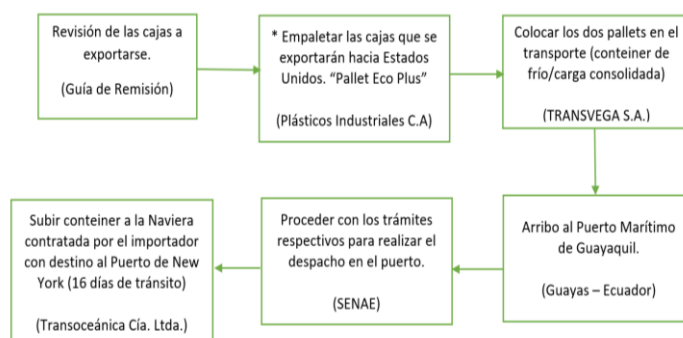 Revisión de las cajas a
exportarse.
(Guía de Remisión)
* Empaletar las cajas que se
exportarán hacia Estados
Unidos. “Pallet Eco Plus”
(Plásticos Industriales C.A)
Colocar los dos pallets en el
transporte (conteiner de
frío/carga consolidada)
(TRANSVEGA S.A.)
Arribo al Puerto Marítimo
de Guayaquil.
(Guayas – Ecuador)
Proceder con los trámites
respectivos para realizar el
despacho en el puerto.
(SENAE)
Subir conteiner a la Naviera
contratada por el importador
con destino al Puerto de New
York (16 días de tránsito)
(Transoceánica Cía. Ltda.)